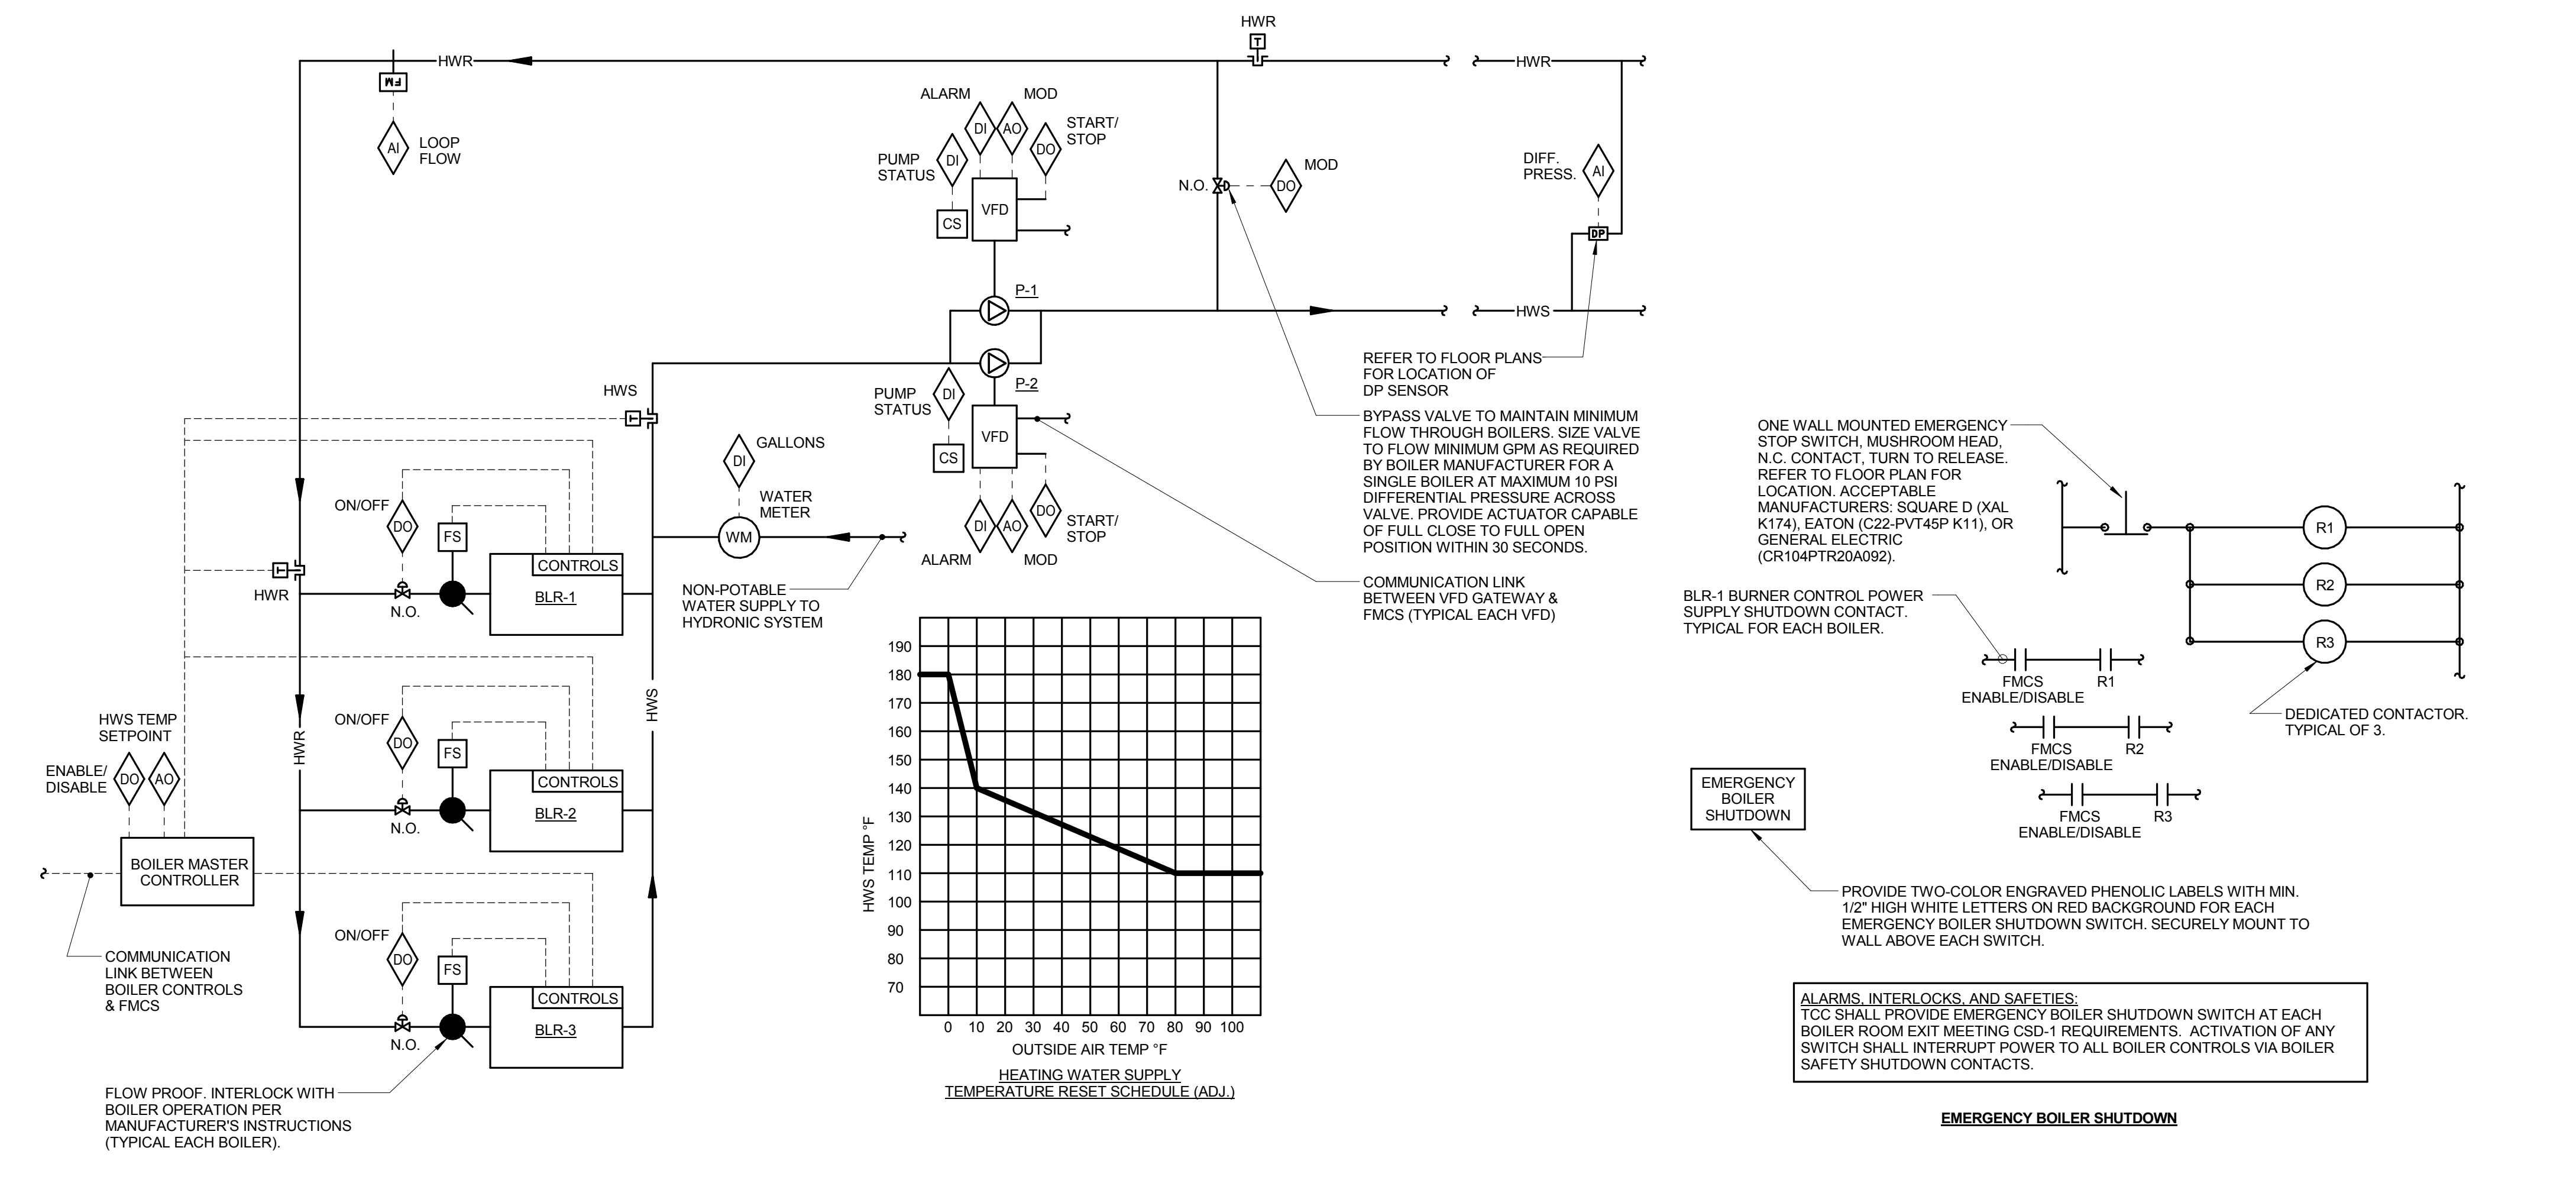 HWR
T
HWR
HWR
FM
AI
LOOP
FLOW
ALARM
MOD
DI
AO
START/
STOP
DO
PUMP
STATUS
DI
VFD
CS
N.O.
DO
MOD
DIFF.
PRESS.
AI
DP
P-1
HWS
P-2
REFER TO FLOOR PLANS
FOR LOCATION OF
DP SENSOR
HWS
T
PUMP
STATUS
DI
VFD
CS
DI
AO
DO
START/
STOP
ALARM
MOD
BYPASS VALVE TO MAINTAIN MINIMUM
FLOW THROUGH BOILERS. SIZE VALVE
TO FLOW MINIMUM GPM AS REQUIRED
BY BOILER MANUFACTURER FOR A
SINGLE BOILER AT MAXIMUM 10 PSI
DIFFERENTIAL PRESSURE ACROSS
VALVE. PROVIDE ACTUATOR CAPABLE
OF FULL CLOSE TO FULL OPEN
POSITION WITHIN 30 SECONDS.
COMMUNICATION LINK
BETWEEN VFD GATEWAY &
FMCS (TYPICAL EACH VFD)
GALLONS
DI
WATER
METER
WM
NON-POTABLE
WATER SUPPLY TO
HYDRONIC SYSTEM
T
HWR
ON/OFF
DO
FS
CONTROLS
BLR-1
N.O.
HWS
HWR
ON/OFF
DO
FS
CONTROLS
BLR-2
N.O.
HWS TEMP
SETPOINT
ENABLE/
DISABLE
DO
AO
BOILER MASTER
CONTROLLER
COMMUNICATION
LINK BETWEEN
BOILER CONTROLS
& FMCS
ON/OFF
DO
FS
CONTROLS
BLR-3
N.O.
FLOW PROOF. INTERLOCK WITH
BOILER OPERATION PER
MANUFACTURER'S INSTRUCTIONS
(TYPICAL EACH BOILER).
HWS TEMP °F
190
180
170
160
150
140
130
120
110
100
90
80
70
0 10 20 30 40 50 60 70 80 90 100
OUTSIDE AIR TEMP °F
HEATING WATER SUPPLY
TEMPERATURE RESET SCHEDULE (ADJ.)
ONE WALL MOUNTED EMERGENCY
STOP SWITCH, MUSHROOM HEAD,
N.C. CONTACT, TURN TO RELEASE.
REFER TO FLOOR PLAN FOR
LOCATION. ACCEPTABLE
MANUFACTURERS: SQUARE D (XAL
K174), EATON (C22-PVT45P K11), OR
GENERAL ELECTRIC
(CR104PTR20A092).
R1
R2
R3
BLR-1 BURNER CONTROL POWER
SUPPLY SHUTDOWN CONTACT.
TYPICAL FOR EACH BOILER.
FMCS
ENABLE/DISABLE
R1
FMCS
ENABLE/DISABLE
R2
FMCS
ENABLE/DISABLE
R3
DEDICATED CONTACTOR.
TYPICAL OF 3.
EMERGENCY
BOILER
SHUTDOWN
PROVIDE TWO-COLOR ENGRAVED PHENOLIC LABELS WITH MIN.
1/2" HIGH WHITE LETTERS ON RED BACKGROUND FOR EACH
EMERGENCY BOILER SHUTDOWN SWITCH. SECURELY MOUNT TO
WALL ABOVE EACH SWITCH.
ALARMS, INTERLOCKS, AND SAFETIES:
TCC SHALL PROVIDE EMERGENCY BOILER SHUTDOWN SWITCH AT EACH
BOILER ROOM EXIT MEETING CSD-1 REQUIREMENTS. ACTIVATION OF ANY
SWITCH SHALL INTERRUPT POWER TO ALL BOILER CONTROLS VIA BOILER
SAFETY SHUTDOWN CONTACTS.
EMERGENCY BOILER SHUTDOWN